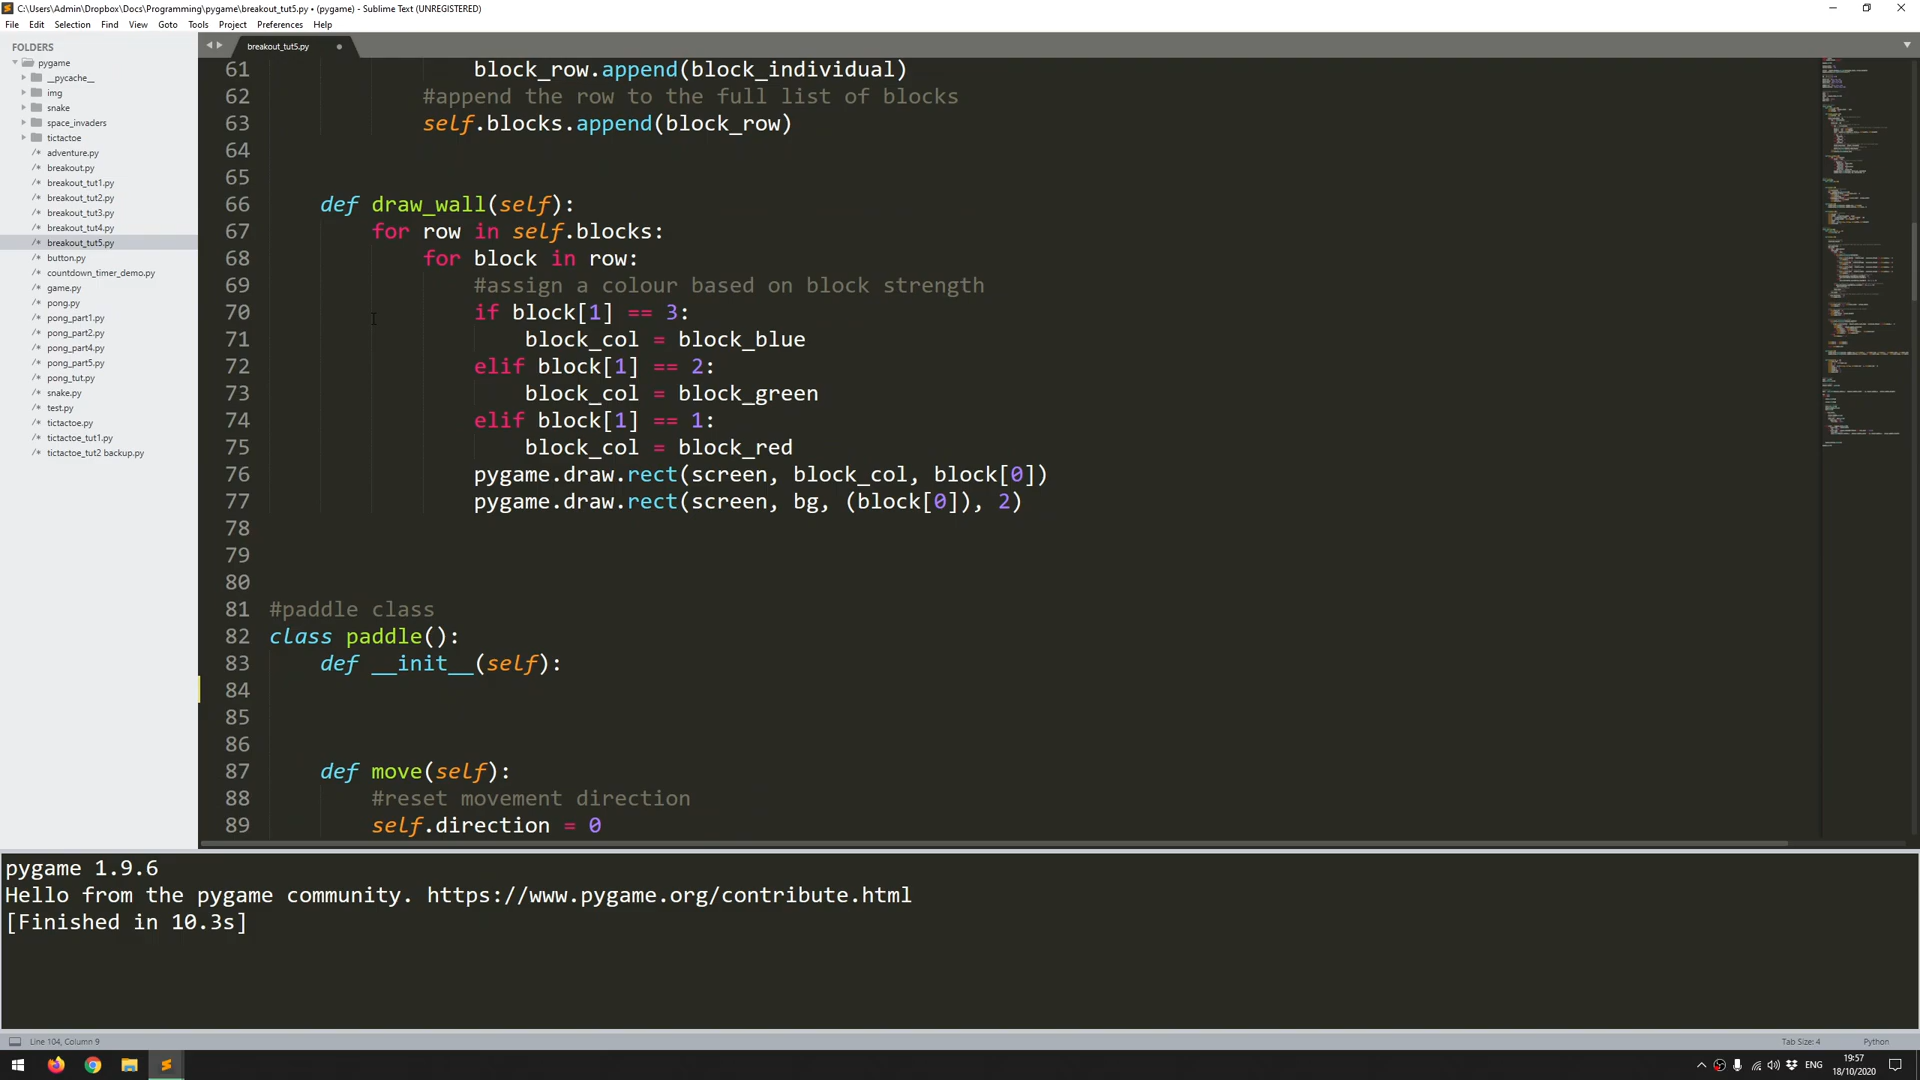 C:\Users\Admin\Dropbox\Docs\Programming\pygame\breakout_tut5.py • (pygame) - Sublime Text (UNREGISTERED)
File Edit Selection Find View Goto Tools Project Preferences Help
FOLDERS
pygame
__pycache__
img
snake
space_invaders
tictactoe
/* adventure.py
/* breakout.py
/* breakout_tut1.py
/* breakout_tut2.py
/* breakout_tut3.py
/* breakout_tut4.py
/* breakout_tut5.py
/* button.py
/* countdown_timer_demo.py
/* game.py
/* pong.py
/* pong_part1.py
/* pong_part2.py
/* pong_part4.py
/* pong_part5.py
/* pong_tut.py
/* snake.py
/* test.py
/* tictactoe.py
/* tictactoe_tut1.py
/* tictactoe_tut2 backup.py
breakout_tut5.py
61 block_row.append(block_individual)
62 #append the row to the full list of blocks
63 self.blocks.append(block_row)
64
65
66 def draw_wall(self):
67 for row in self.blocks:
68 for block in row:
69 #assign a colour based on block strength
70 if block[1] == 3:
71 block_col = block_blue
72 elif block[1] == 2:
73 block_col = block_green
74 elif block[1] == 1:
75 block_col = block_red
76 pygame.draw.rect(screen, block_col, block[0])
77 pygame.draw.rect(screen, bg, (block[0]), 2)
78
79
80
81 #paddle class
82 class paddle():
83 def __init__(self):
84
85
86
87 def move(self):
88 #reset movement direction
89 self.direction = 0
pygame 1.9.6
Hello from the pygame community. https://www.pygame.org/contribute.html
[Finished in 10.3s]
Line 104, Column 9
Tab Size: 4
Python
ENG
19:57
18/10/2020